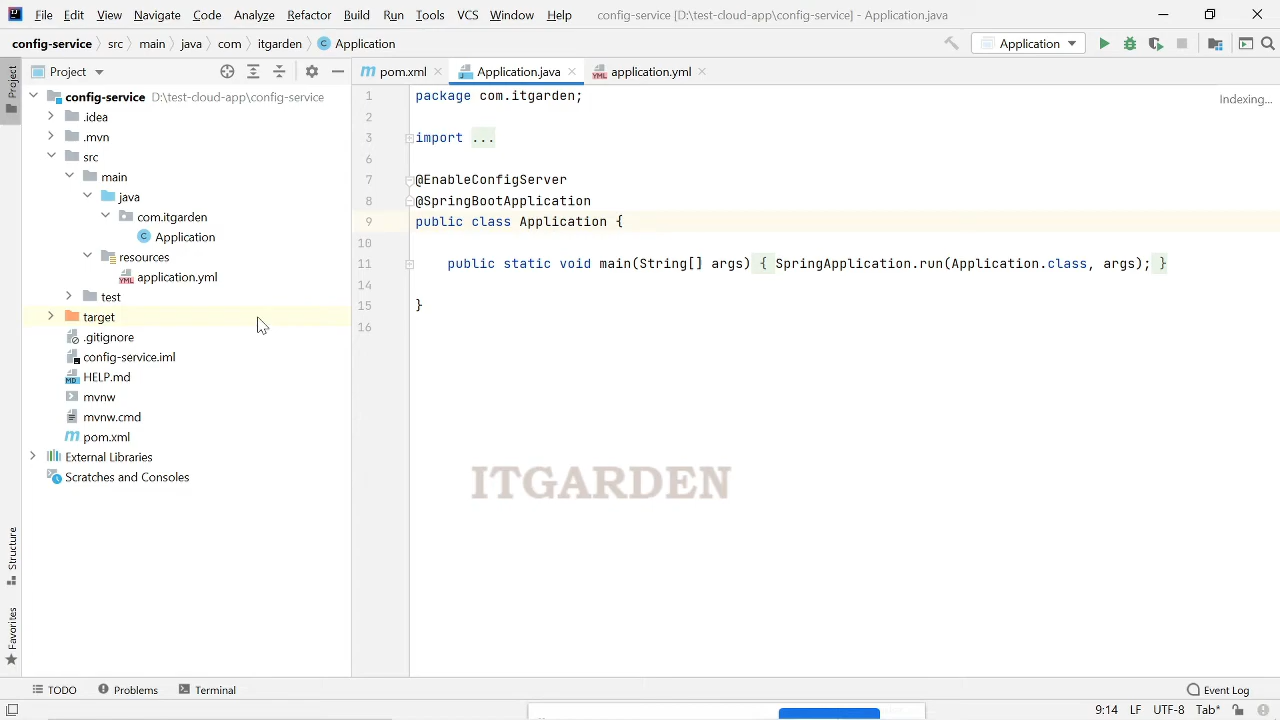 File Edit View Navigate Code Analyze Refactor Build Run Tools VCS Window Help config-service [D:\test-cloud-app\config-service] - Application.java
config-service src main java com itgarden Application Application
Project pom.xml Application.java application.yml
config-service D:\test-cloud-app\config-service
.idea
.mvn
src
main
java
com.itgarden
Application
resources
application.yml
test
target
.gitignore
config-service.iml
HELP.md
mvnw
mvnw.cmd
pom.xml
External Libraries
Scratches and Consoles
Project
Structure
Favorites
1 package com.itgarden;
2
3 import ...
6
7 @EnableConfigServer
8 @SpringBootApplication
9 public class Application {
10
11 public static void main(String[] args) { SpringApplication.run(Application.class, args); }
14
15 }
16
Indexing...
ITGARDEN
TODO Problems Terminal Event Log
9:14 LF UTF-8 Tab*